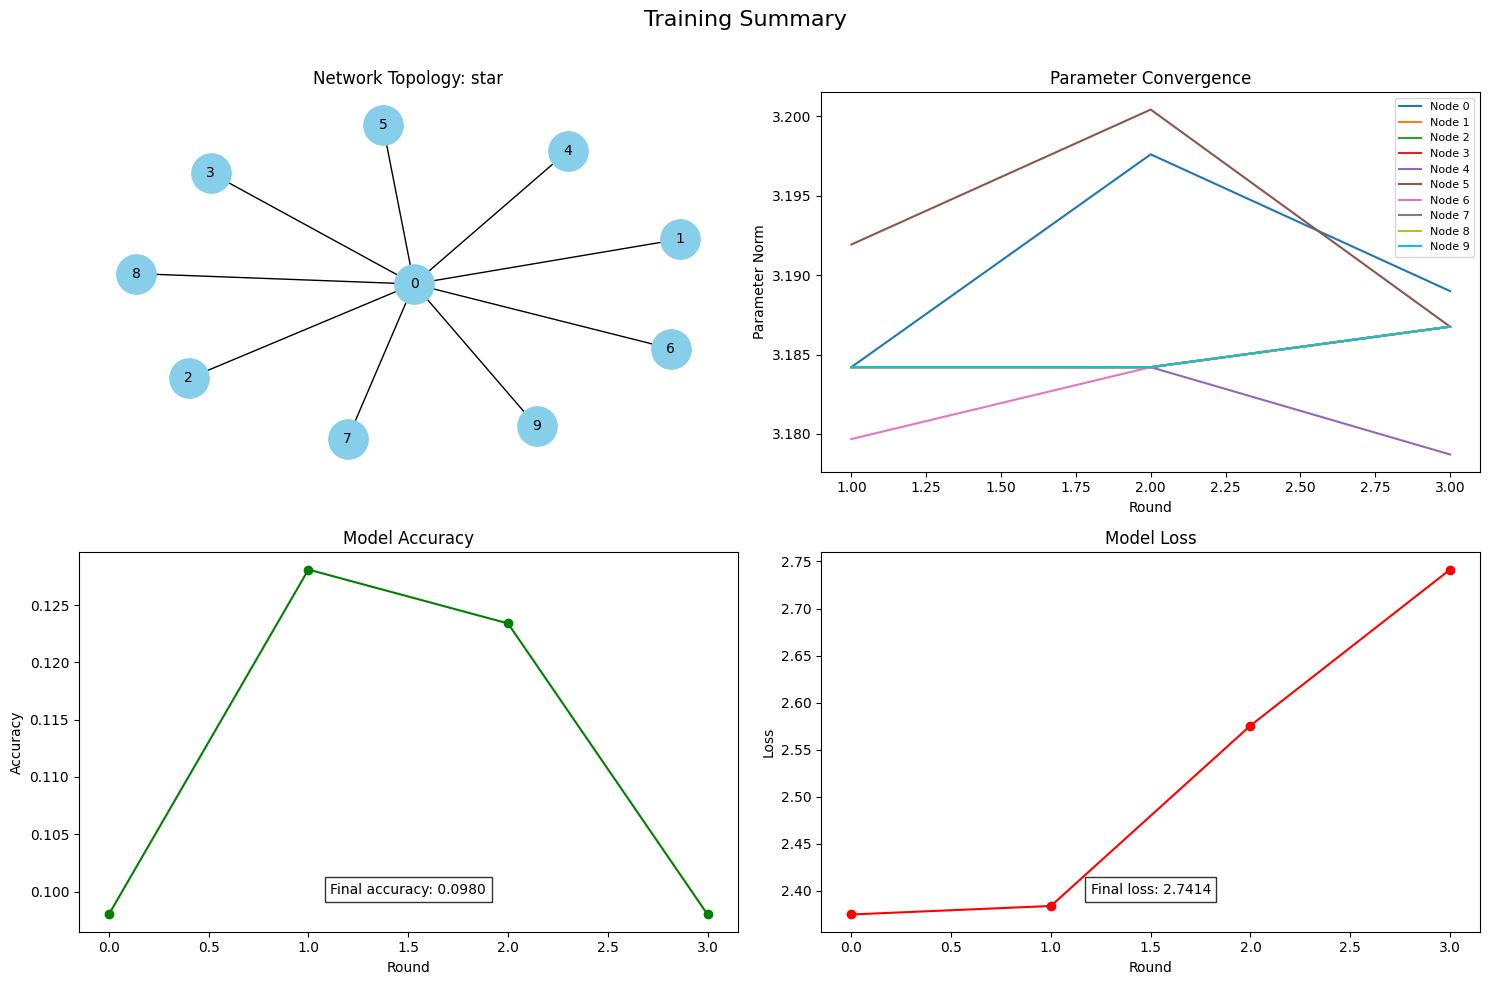 Training Summary
Network Topology: star
5
4
3
1
8
0
6
2
9
7
Parameter Convergence
Parameter Norm
3.200
3.195
3.190
3.185
3.180
Node 0
Node 1
Node 2
Node 3
Node 4
Node 5
Node 6
Node 7
Node 8
Node 9
1.00 1.25 1.50 1.75 2.00 2.25 2.50 2.75 3.00
Round
Model Accuracy
Accuracy
0.125
0.120
0.115
0.110
0.105
0.100
Final accuracy: 0.0980
0.0 0.5 1.0 1.5 2.0 2.5 3.0
Round
Model Loss
Loss
2.75
2.70
2.65
2.60
2.55
2.50
2.45
2.40
Final loss: 2.7414
0.0 0.5 1.0 1.5 2.0 2.5 3.0
Round